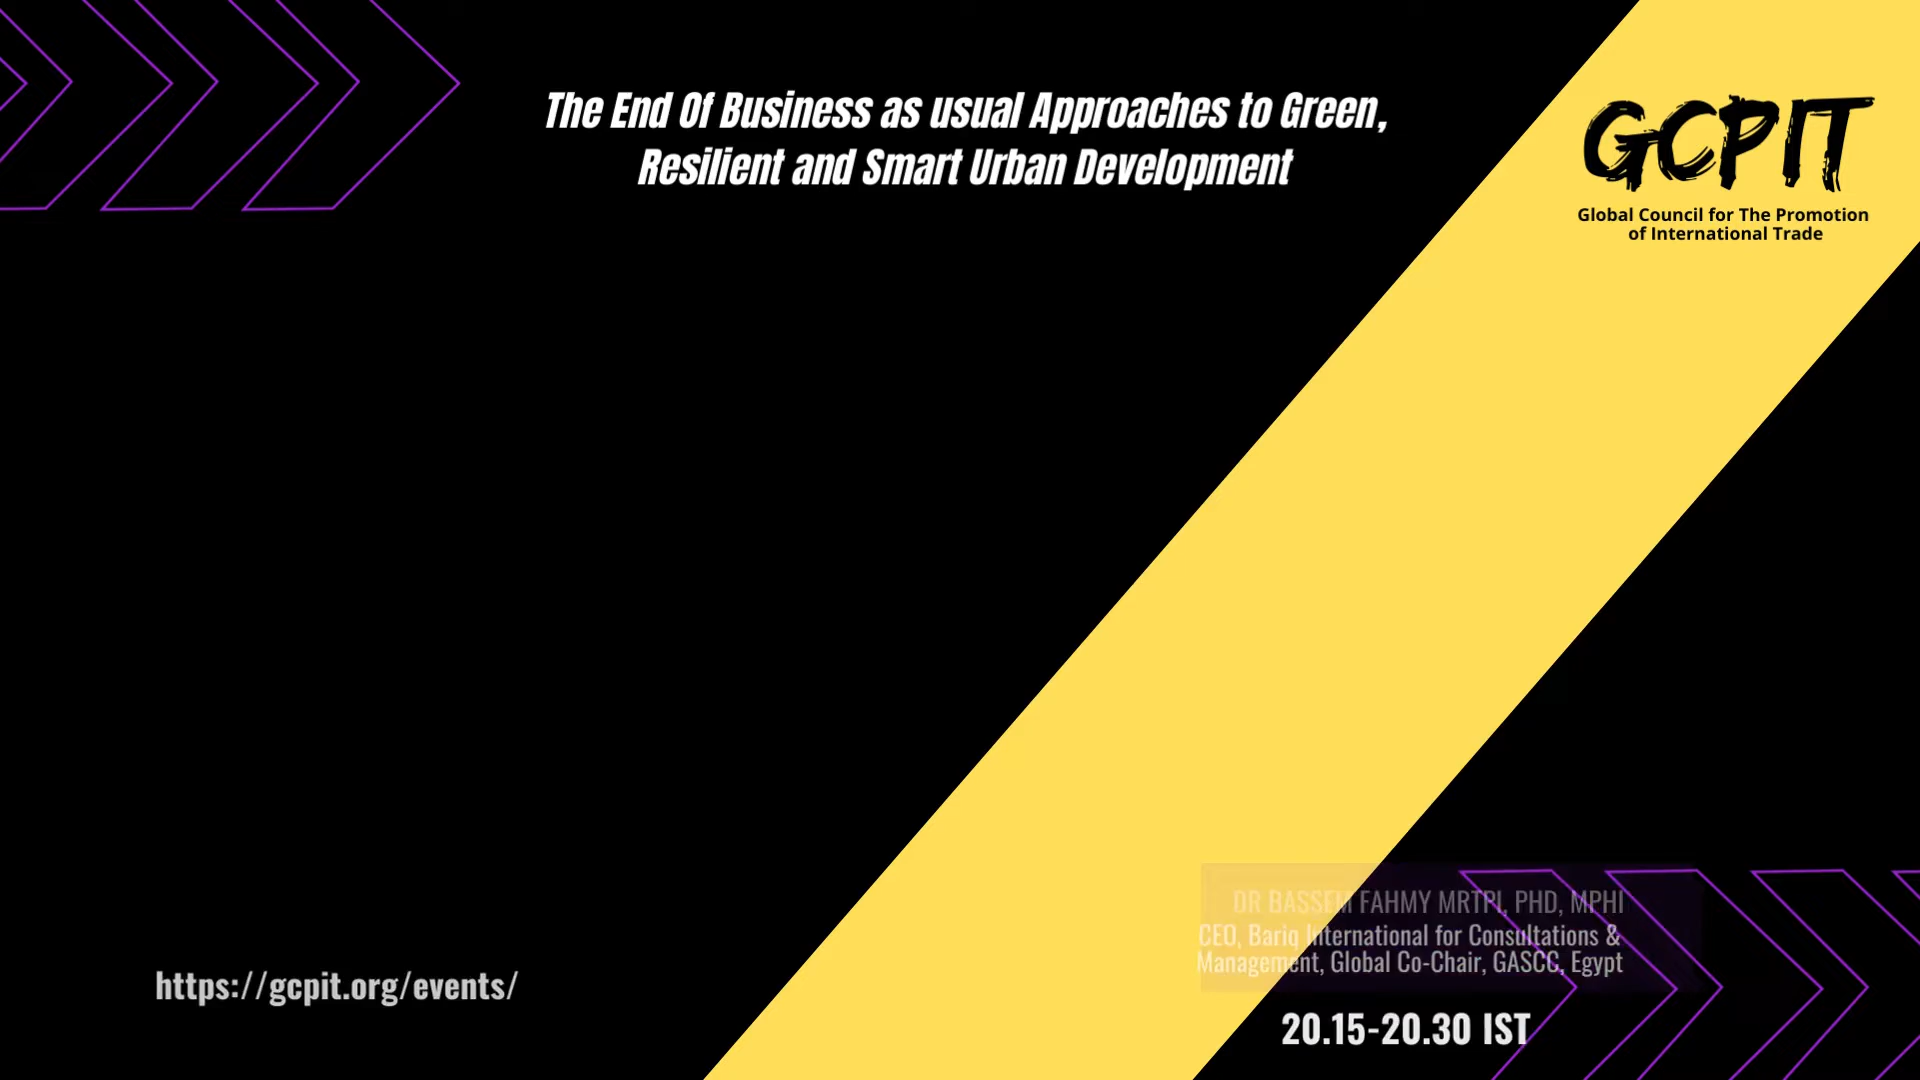 The End Of Business as usual Approaches to Green,
Resilient and Smart Urban Development
GCPIT
Global Council for The Promotion
of International Trade
DR BASSEM FAHMY MRTPI, PHD, MPHI
CEO, Bariq International for Consultations &
Management, Global Co-Chair, GASCC, Egypt
https://gcpit.org/events/
20.15-20.30 IST